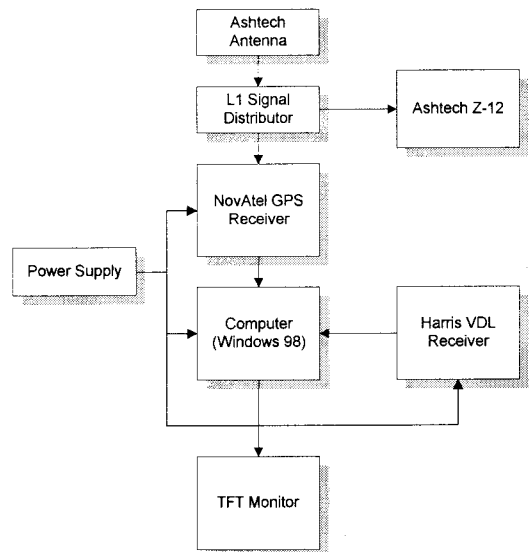 Ashtech
Antenna
L1 Signal
Distributor
Ashtech Z-12
NovAtel GPS
Receiver
Power Supply
Computer
(Windows 98)
Harris VDL
Receiver
TFT Monitor